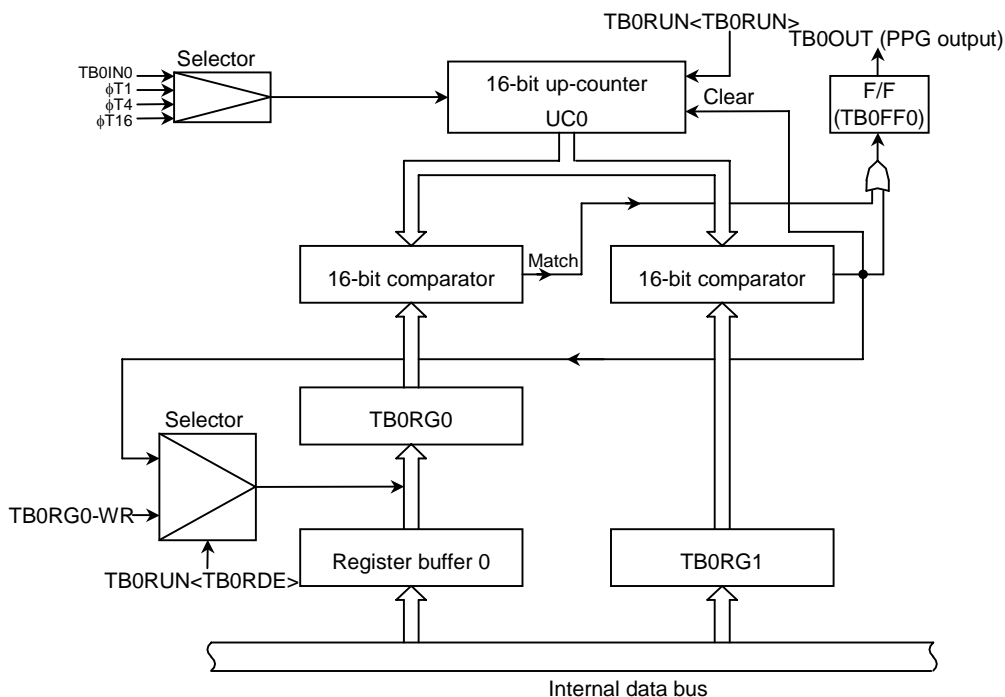 TB0RUN<TB0RUN>
TB0OUT (PPG output)
Selector
TB0IN0
ϕT1
ϕT4
ϕT16
16-bit up-counter
UC0
Clear
F/F
(TB0FF0)
16-bit comparator
Match
16-bit comparator
TB0RG0
Selector
TB0RG0-WR
TB0RUN<TB0RDE>
Register buffer 0
TB0RG1
Internal data bus